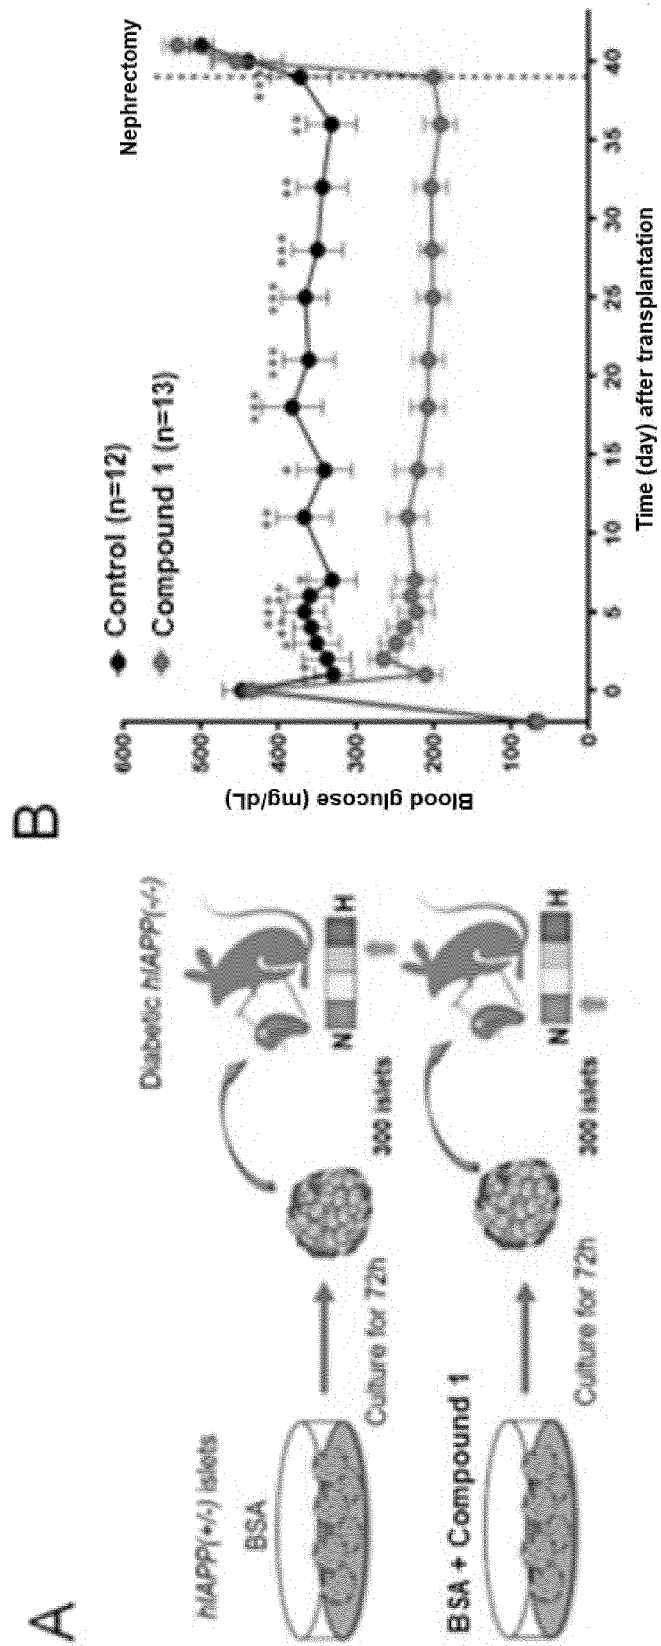 A
hIAPP(+/-) islets
BSA
Culture for 72h
300 islets
Diabetic hIAPP(-/-)
N
H
BSA + Compound 1
Culture for 72h
300 islets
N
H
B
Control (n=12)
Compound 1 (n=13)
Nephrectomy
Blood glucose (mg/dL)
600
500
400
300
200
100
0
0
5
10
15
20
25
30
35
40
Time (day) after transplantation